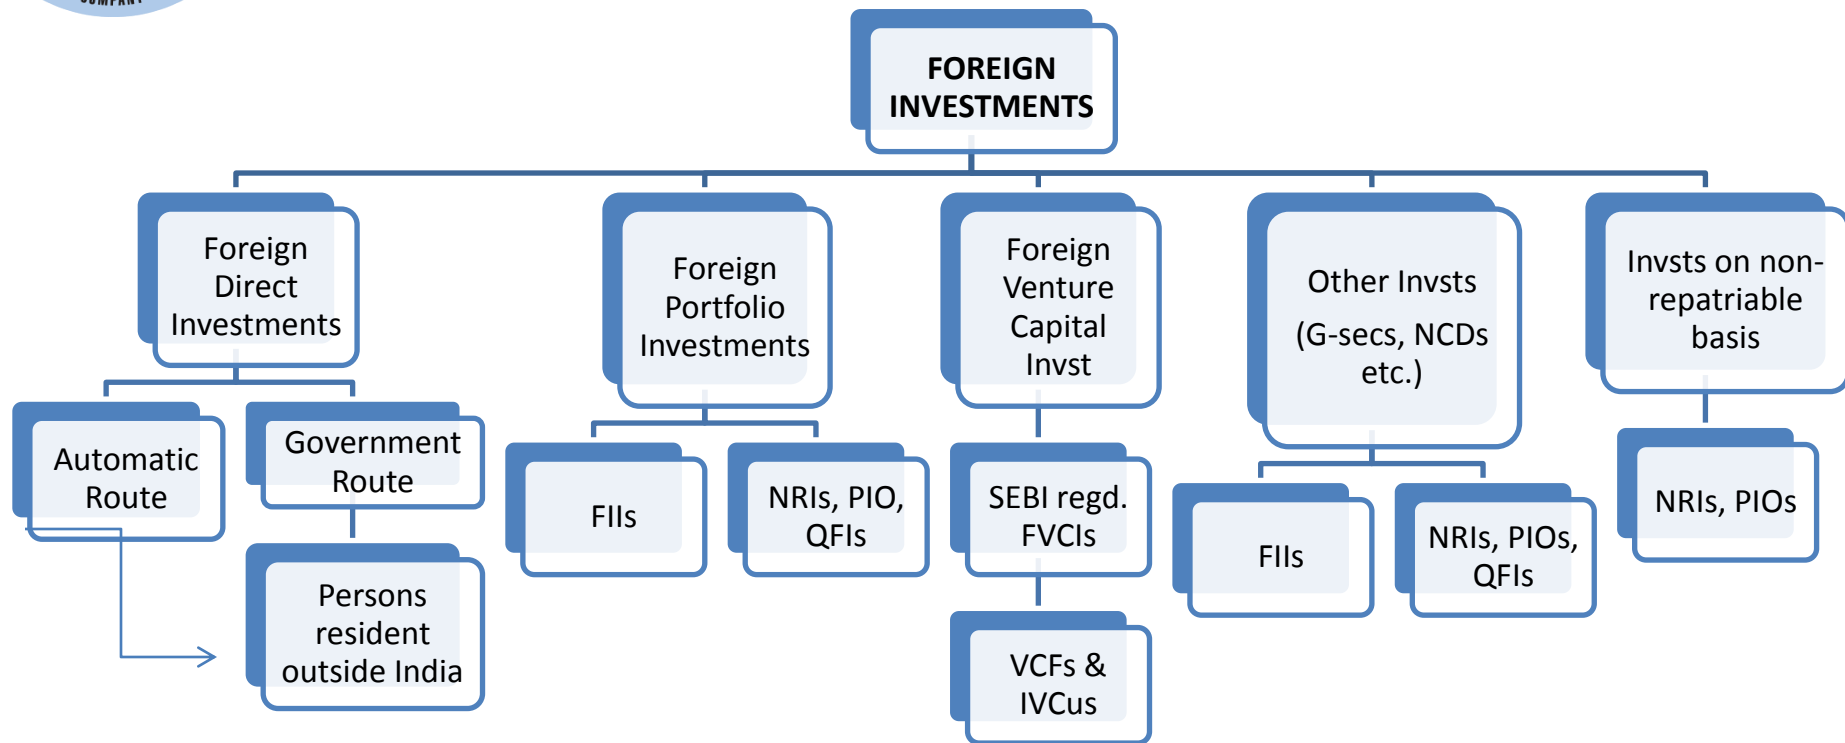 COMPANY
FOREIGN
INVESTMENTS
Foreign
Direct
Investments
Foreign
Portfolio
Investments
Foreign
Venture
Capital
Invst
Other Invsts
(G-secs, NCDs
etc.)
Invsts on non-
repatriable
basis
Automatic
Route
Government
Route
Persons
resident
outside India
FIIs
NRIs, PIO,
QFIs
SEBI regd.
FVCIs
VCFs &
IVCus
FIIs
NRIs, PIOs,
QFIs
NRIs, PIOs